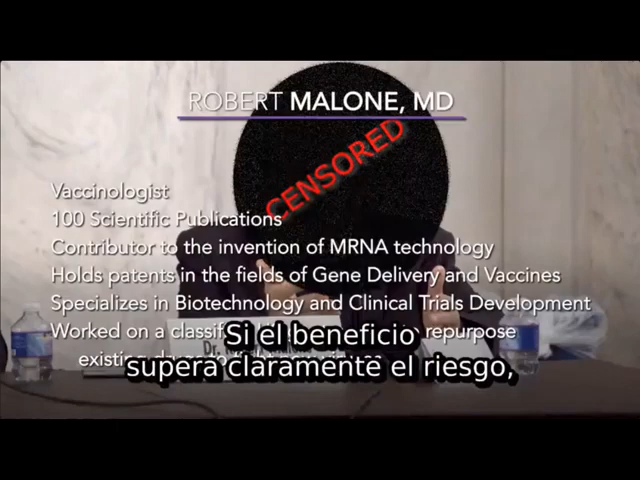 ROBERT MALONE, MD
CENSORED
Vaccinologist
100 Scientific Publications
Contributor to the invention of MRNA technology
Holds patents in the fields of Gene Delivery and Vaccines
Specializes in Biotechnology and Clinical Trials Development
Worked on a classif repurpose
existing
Dr.
Si el beneficio
supera claramente el riesgo,